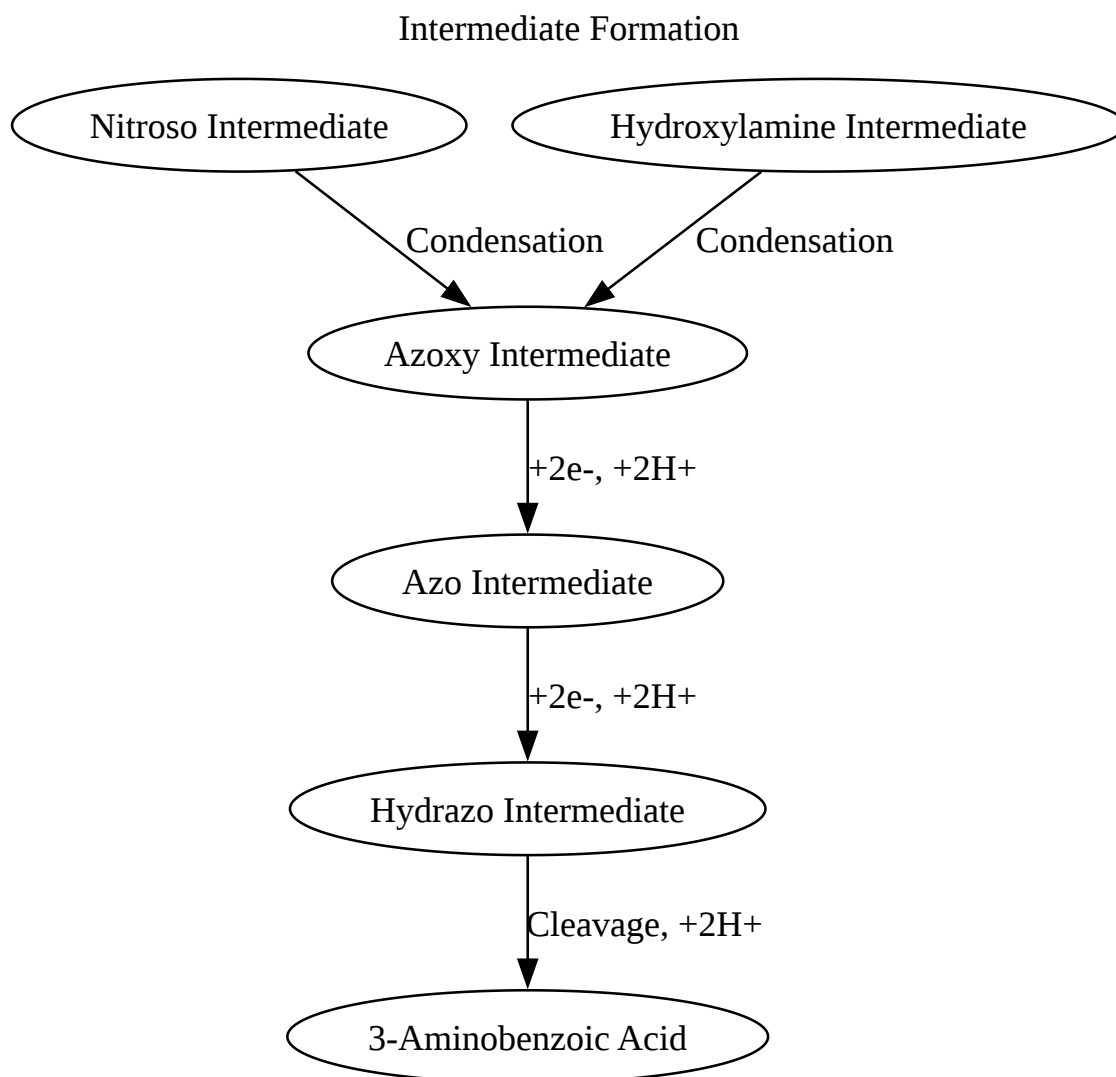 Intermediate Formation
Nitroso Intermediate
Hydroxylamine Intermediate
Condensation
Condensation
Azoxy Intermediate
+2e-, +2H+
Azo Intermediate
+2e-, +2H+
Hydrazo Intermediate
Cleavage, +2H+
3-Aminobenzoic Acid